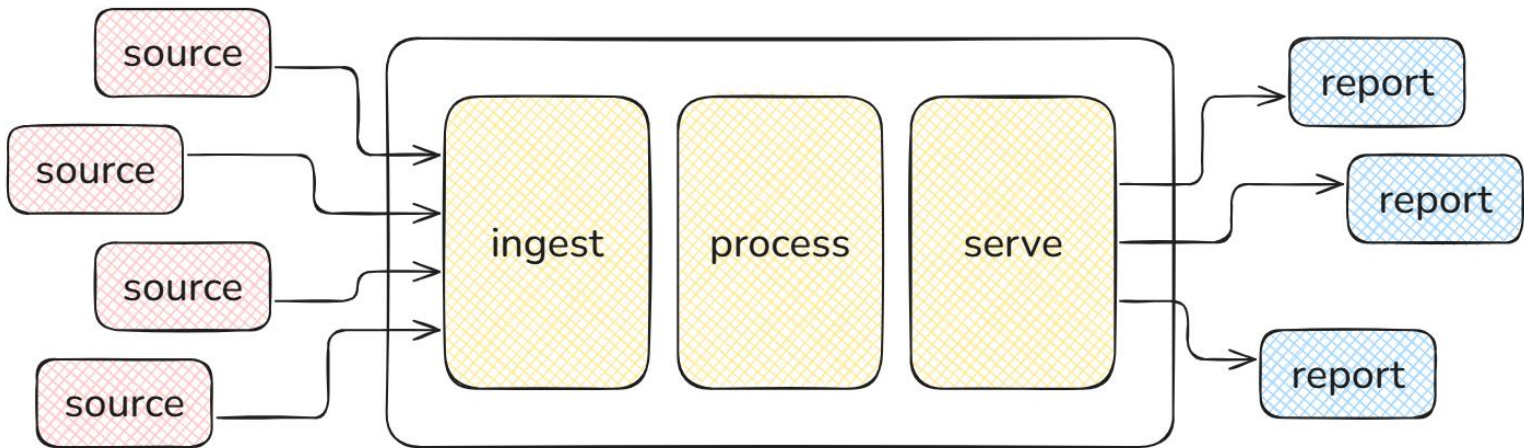 source
source
source
source
ingest
process
serve
report
report
report